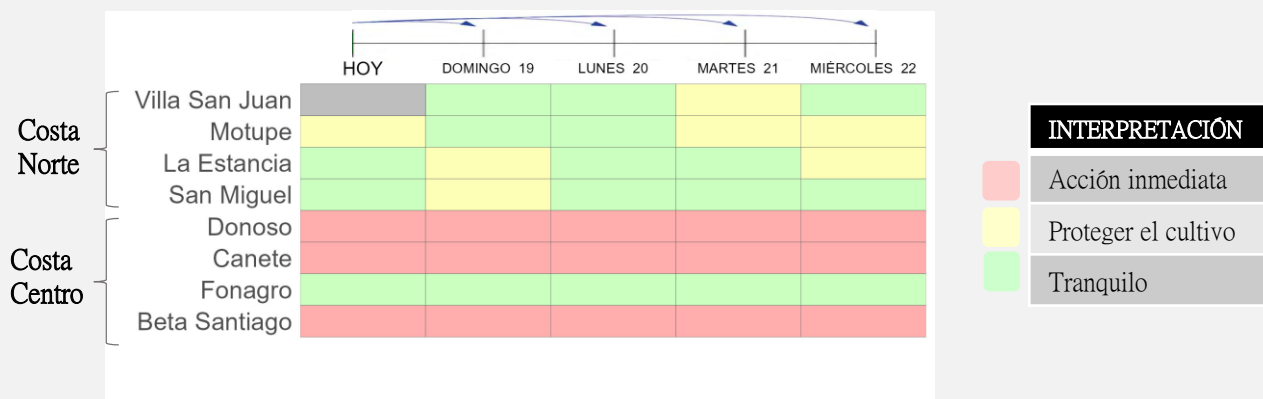 HOY DOMINGO 19 LUNES 20 MARTES 21 MIÉRCOLES 22
Costa
Norte
Villa San Juan
Motupe
La Estancia
San Miguel
Costa
Centro
Donoso
Canete
Fonagro
Beta Santiago
INTERPRETACIÓN
Acción inmediata
Proteger el cultivo
Tranquilo